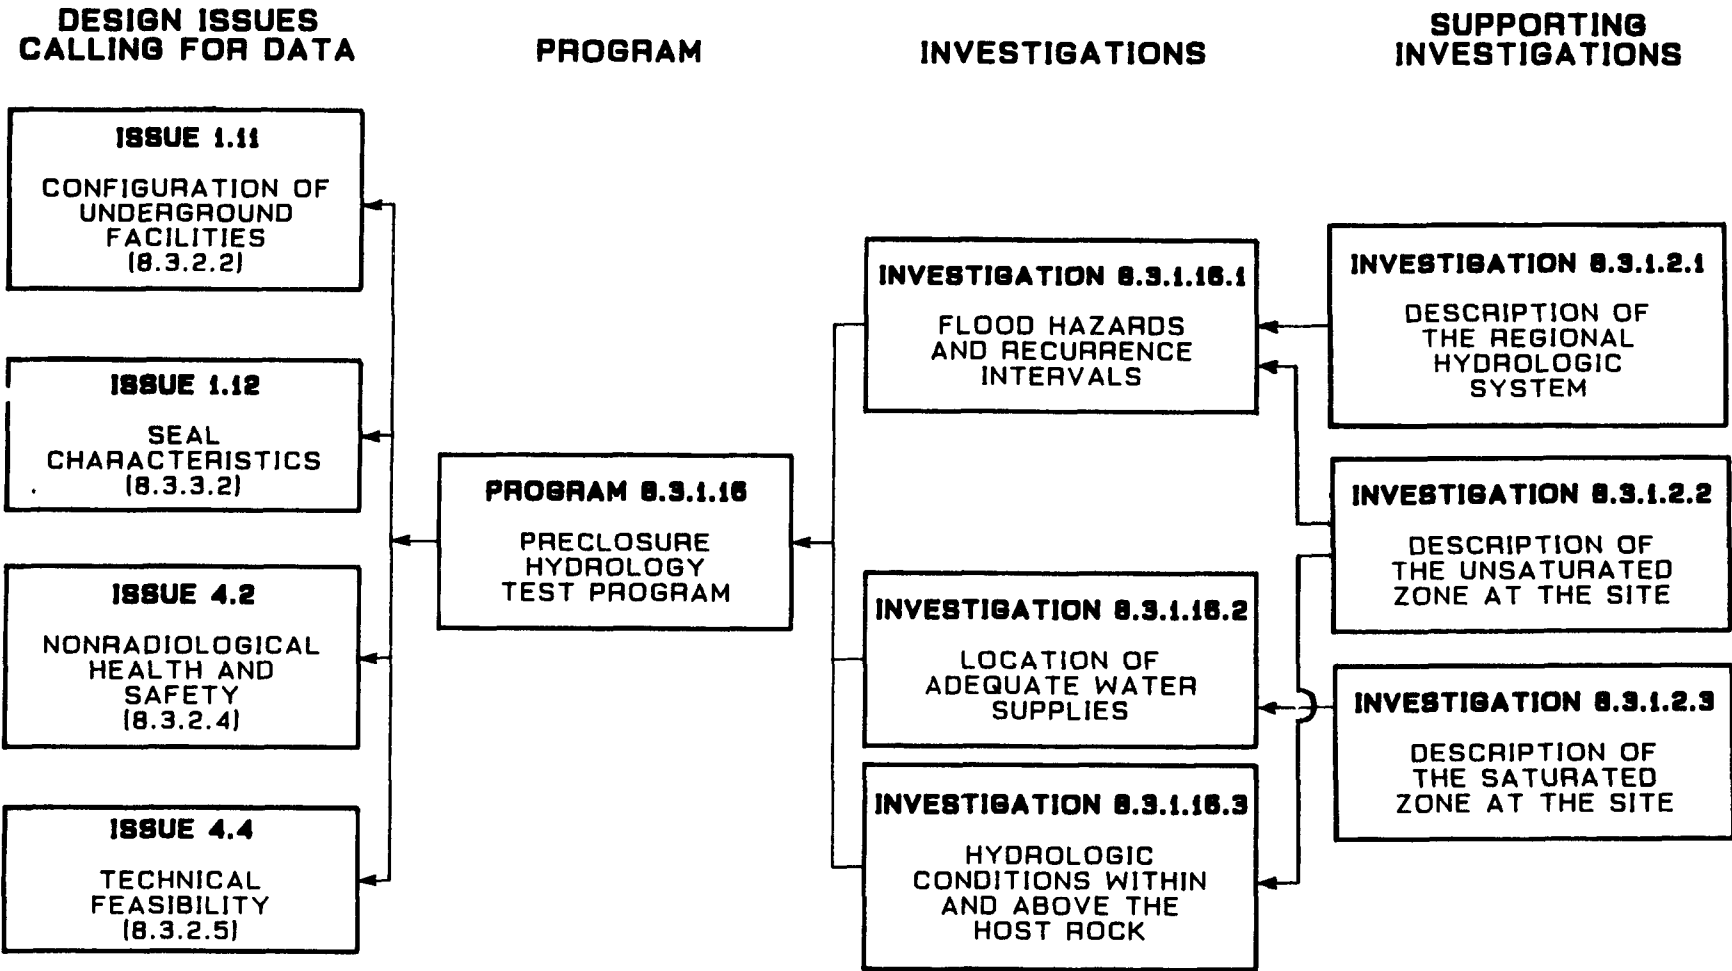 DESIGN ISSUES
CALLING FOR DATA
PROGRAM
INVESTIGATIONS
SUPPORTING
INVESTIGATIONS
ISSUE 1.11
CONFIGURATION OF
UNDERGROUND
FACILITIES
(8.3.2.2)
ISSUE 1.12
SEAL
CHARACTERISTICS
(8.3.3.2)
ISSUE 4.2
NONRADIOLOGICAL
HEALTH AND
SAFETY
(8.3.2.4)
ISSUE 4.4
TECHNICAL
FEASIBILITY
(8.3.2.5)
PROGRAM 8.3.1.16
PRECLOSURE
HYDROLOGY
TEST PROGRAM
INVESTIGATION 8.3.1.16.1
FLOOD HAZARDS
AND RECURRENCE
INTERVALS
INVESTIGATION 8.3.1.16.2
LOCATION OF
ADEQUATE WATER
SUPPLIES
INVESTIGATION 8.3.1.16.3
HYDROLOGIC
CONDITIONS WITHIN
AND ABOVE THE
HOST ROCK
INVESTIGATION 8.3.1.2.1
DESCRIPTION OF
THE REGIONAL
HYDROLOGIC
SYSTEM
INVESTIGATION 8.3.1.2.2
DESCRIPTION OF
THE UNSATURATED
ZONE AT THE SITE
INVESTIGATION 8.3.1.2.3
DESCRIPTION OF
THE SATURATED
ZONE AT THE SITE